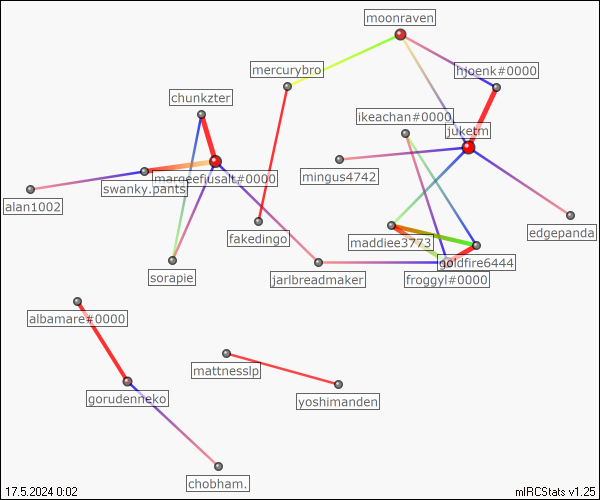 moonraven
mercurybro
hjoenk#0000
chunkzter
ikeachan#0000
juketm
mingus4742
marqeefiusalt#0000
swanky.pants
alan1002
edgepanda
fakedingo
maddiee3773
goldfire6444
sorapie
jarlbreadmaker
froggyl#0000
albamare#0000
mattnesslp
gorudenneko
yoshimanden
chobham.
17.5.2024 0:02
mIRCStats v1.25